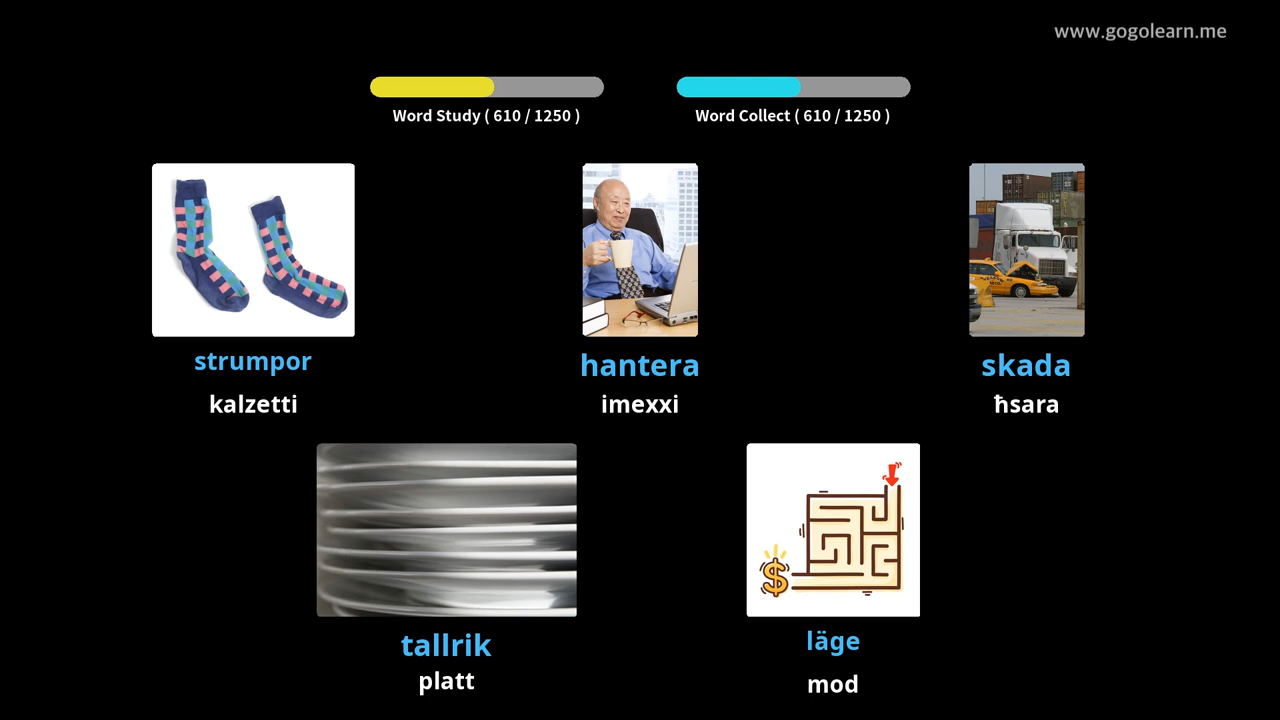 www.gogolearn.me
Word Study ( 610 / 1250 )
Word Collect ( 610 / 1250 )
strumpor
hantera
skada
kalzetti
imexxi
ħsara
tallrik
läge
platt
mod